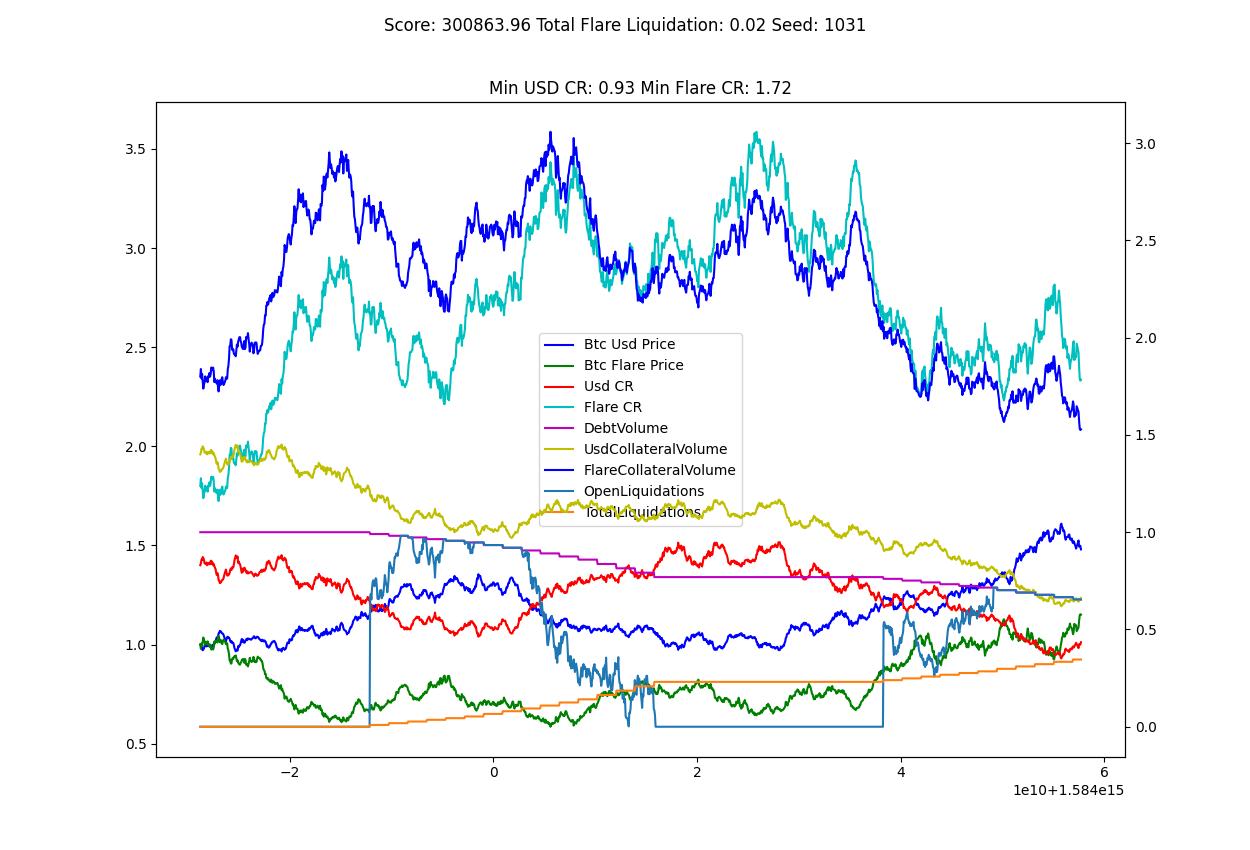 Score: 300863.96 Total Flare Liquidation: 0.02 Seed: 1031
Min USD CR: 0.93 Min Flare CR: 1.72
3.5
3.0
2.5
2.0
1.5
1.0
0.5
3.0
2.5
2.0
1.5
1.0
0.5
0.0
Btc Usd Price
Btc Flare Price
Usd CR
Flare CR
DebtVolume
UsdCollateralVolume
FlareCollateralVolume
OpenLiquidations
TotalLiquidations
−2 0 2 4 6
1e10+1.584e15